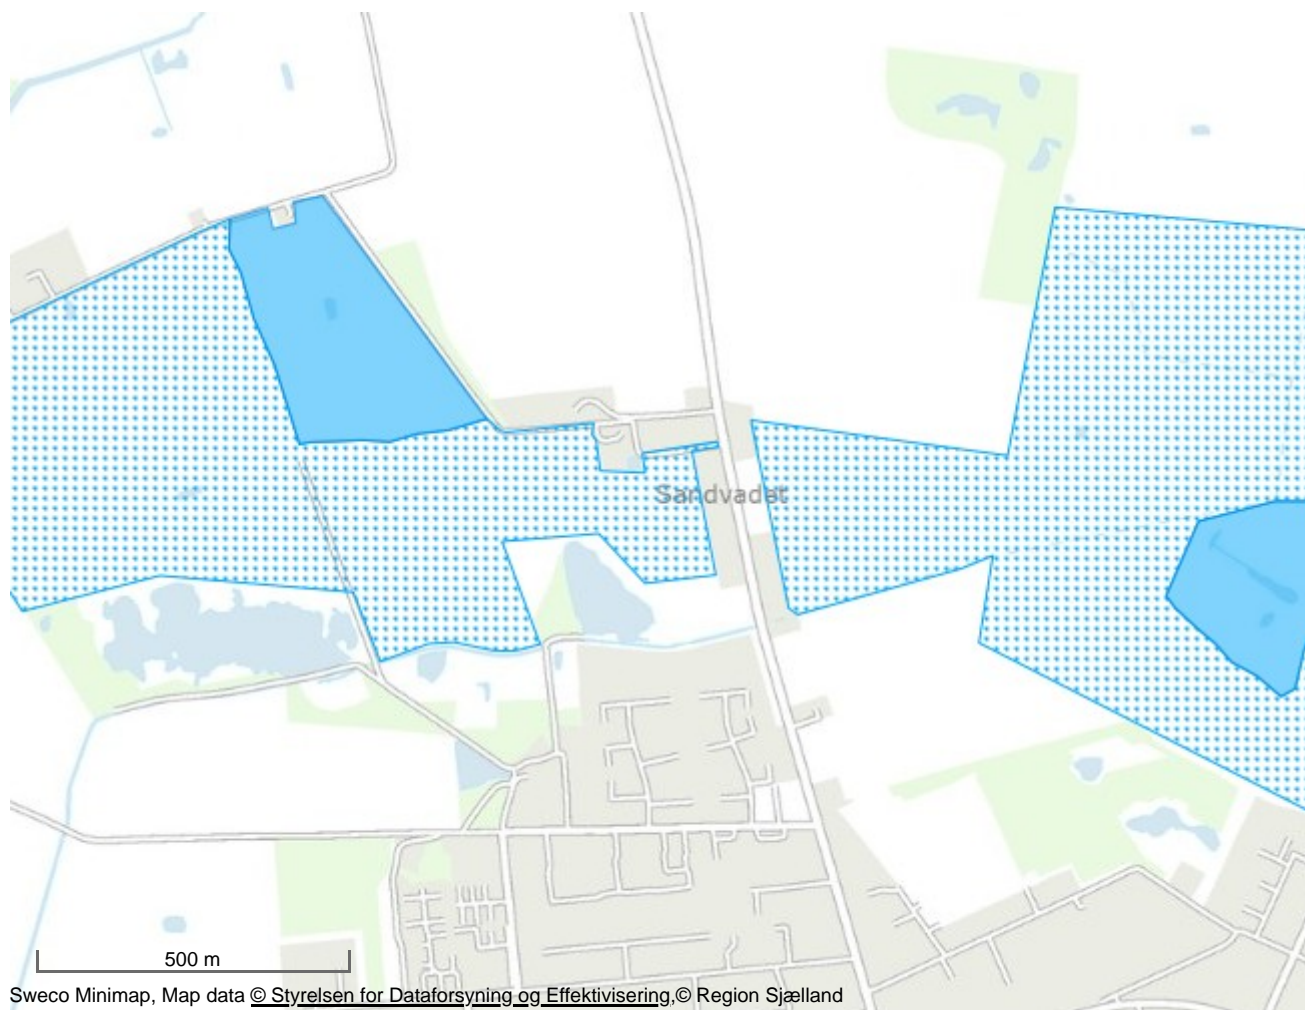 Sandvadet
500 m
Sweco Minimap, Map data © Styrelsen for Dataforsyning og Effektivisering,© Region Sjælland